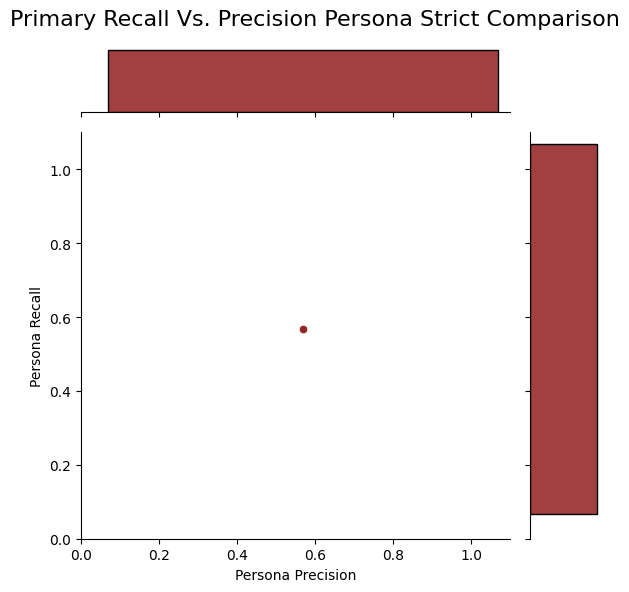 Primary Recall Vs. Precision Persona Strict Comparison
1.0
0.8
0.6
0.4
0.2
0.0
Persona Recall
0.0 0.2 0.4 0.6 0.8 1.0
Persona Precision